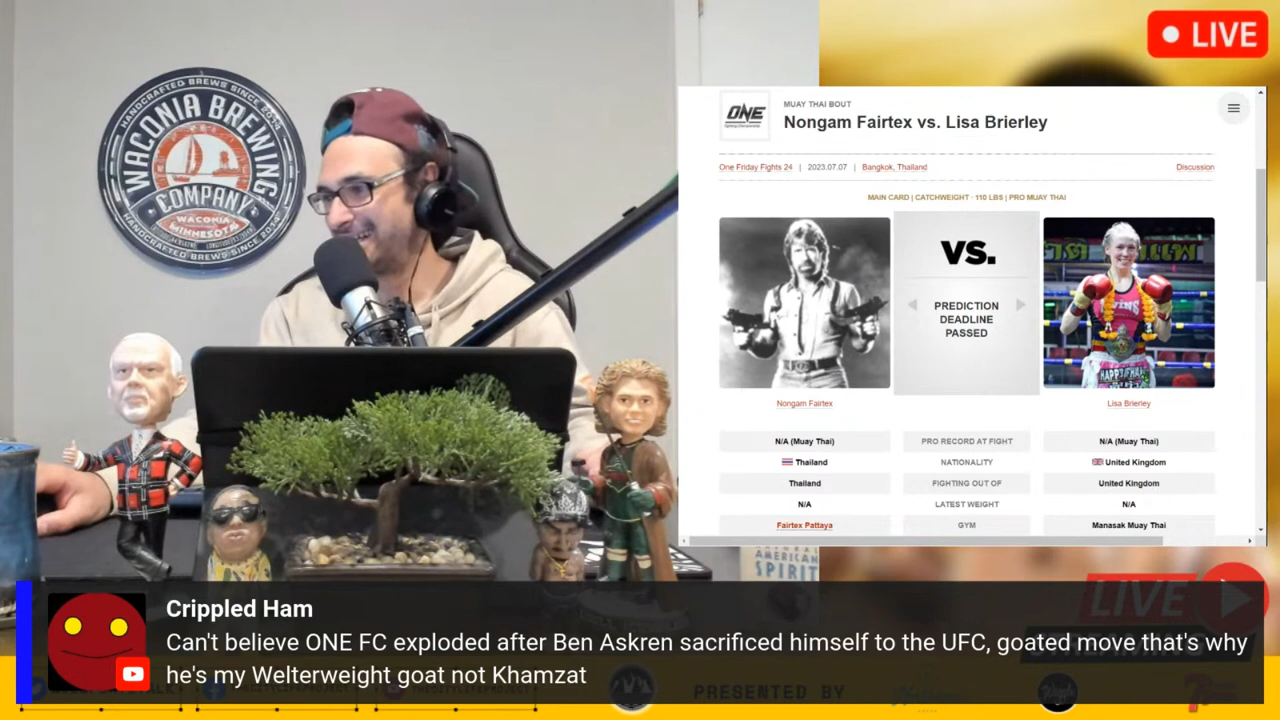 LIVE
HANDCRAFTED BREWS SINCE 2014
WACONIA BREWING
COMPANY
WACONIA
MINNESOTA
HANDCRAFTED BREWS SINCE 2014
ONE
MUAY THAI BOUT
Nongam Fairtex vs. Lisa Brierley
One Friday Fights 24 | 2023.07.07 | Bangkok, Thailand
Discussion
MAIN CARD | CATCHWEIGHT · 110 LBS | PRO MUAY THAI
VS.
PREDICTION
DEADLINE
PASSED
Nongam Fairtex
Lisa Brierley
N/A (Muay Thai) PRO RECORD AT FIGHT N/A (Muay Thai)
Thailand NATIONALITY United Kingdom
Thailand FIGHTING OUT OF United Kingdom
N/A LATEST WEIGHT N/A
Fairtex Pattaya GYM Manasak Muay Thai
AMERICAN
SPIRIT
LIVE
Crippled Ham
Can't believe ONE FC exploded after Ben Askren sacrificed himself to the UFC, goated move that's why
he's my Welterweight goat not Khamzat
PRESENTED BY